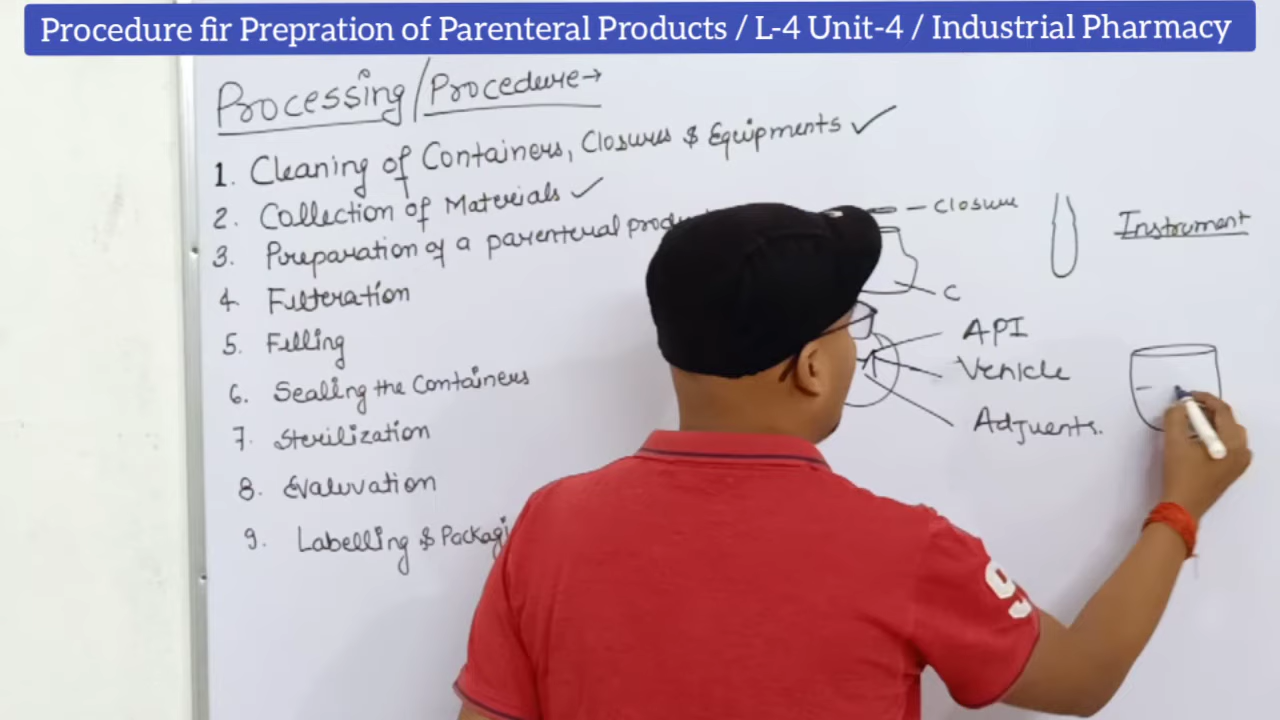 Procedure fir Prepration of Parenteral Products / L-4 Unit-4 / Industrial Pharmacy
Processing/Procedure→
1. Cleaning of Containers, Closures & Equipments ✓
2. Collection of Materials ✓
3. Preparation of a parenteral produ
4. Filteration
5. Filling
6. Sealing the Containers
7. Sterilization
8. Evaluvation
9. Labelling & Packagi
Closure
C
Instrument
API
Vehicle
Adjuents.
9